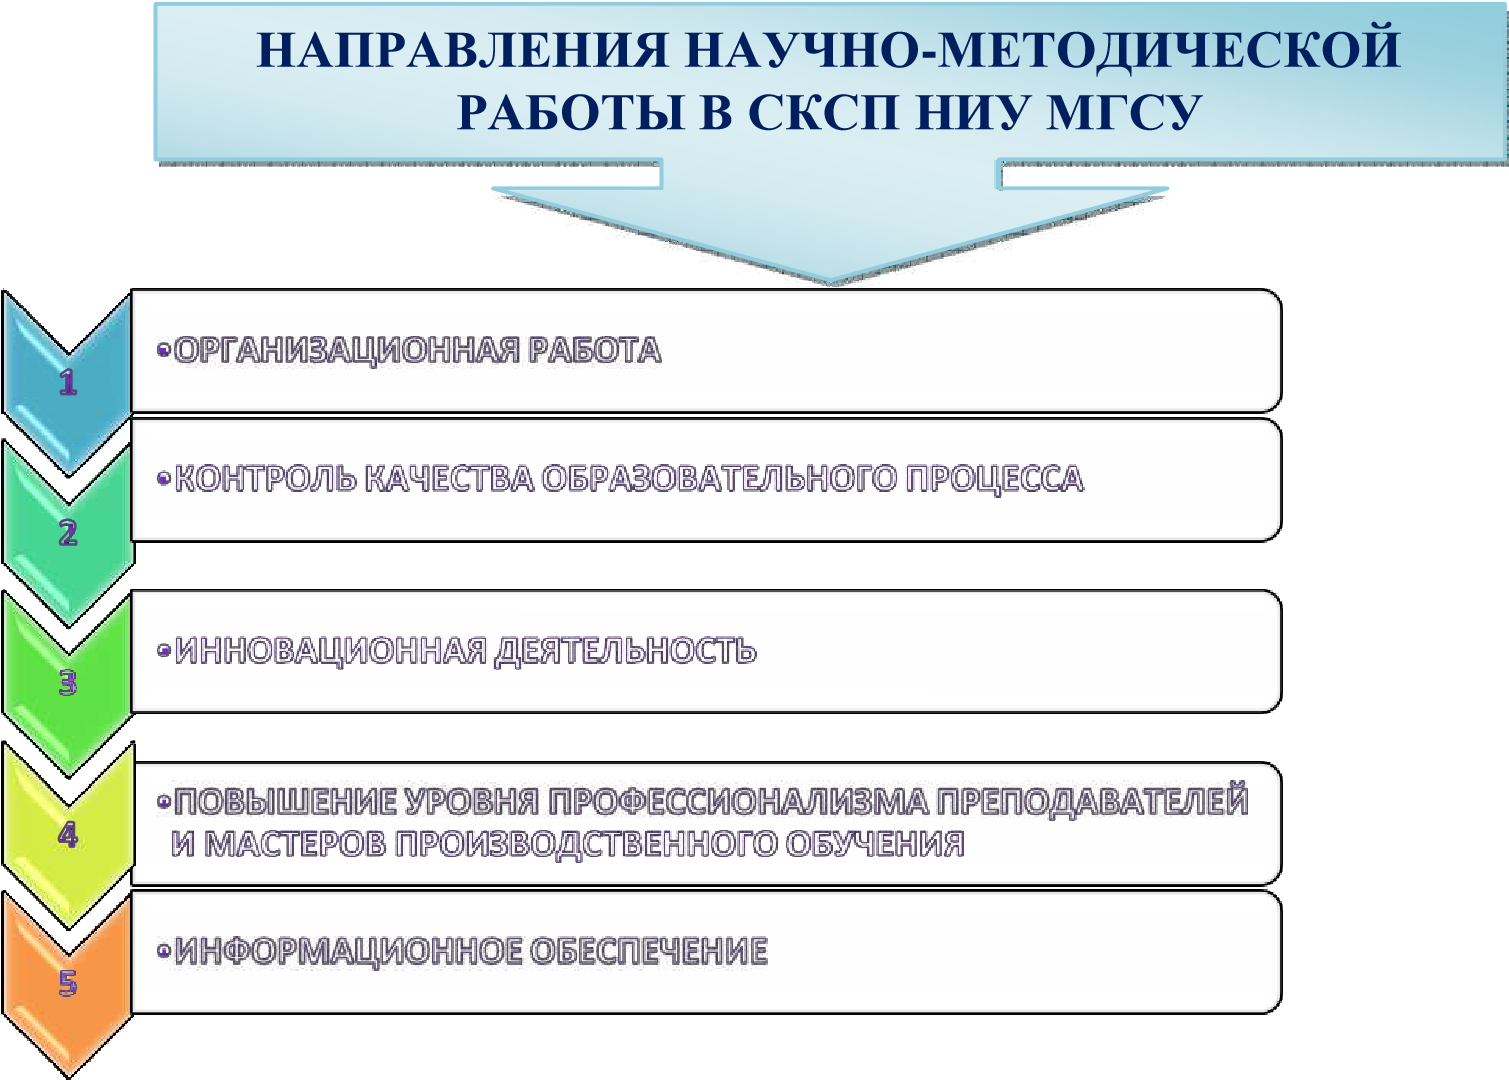 НАПРАВЛЕНИЯ НАУЧНО-МЕТОДИЧЕСКОЙ
РАБОТЫ В СКСП НИУ МГСУ
1
•ОРГАНИЗАЦИОННАЯ РАБОТА
2
•КОНТРОЛЬ КАЧЕСТВА ОБРАЗОВАТЕЛЬНОГО ПРОЦЕССА
3
•ИННОВАЦИОННАЯ ДЕЯТЕЛЬНОСТЬ
4
•ПОВЫШЕНИЕ УРОВНЯ ПРОФЕССИОНАЛИЗМА ПРЕПОДАВАТЕЛЕЙ
И МАСТЕРОВ ПРОИЗВОДСТВЕННОГО ОБУЧЕНИЯ
5
•ИНФОРМАЦИОННОЕ ОБЕСПЕЧЕНИЕ